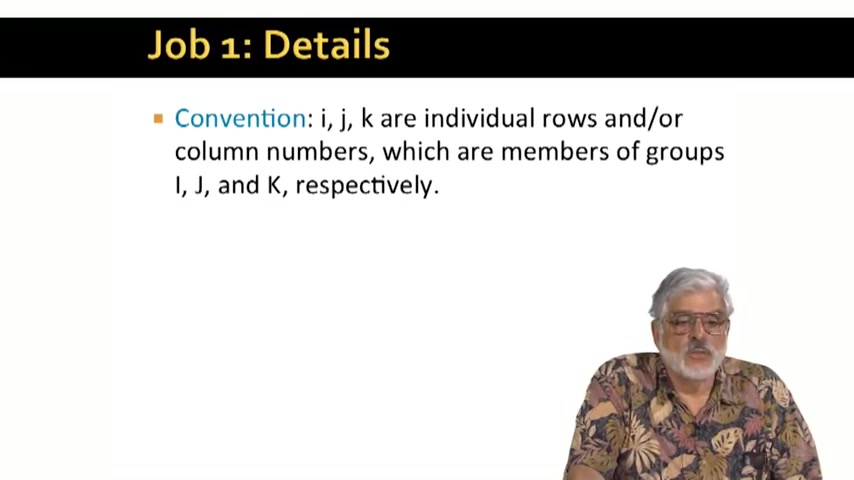 Job 1: Details
Convention: i, j, k are individual rows and/or
column numbers, which are members of groups
I, J, and K, respectively.